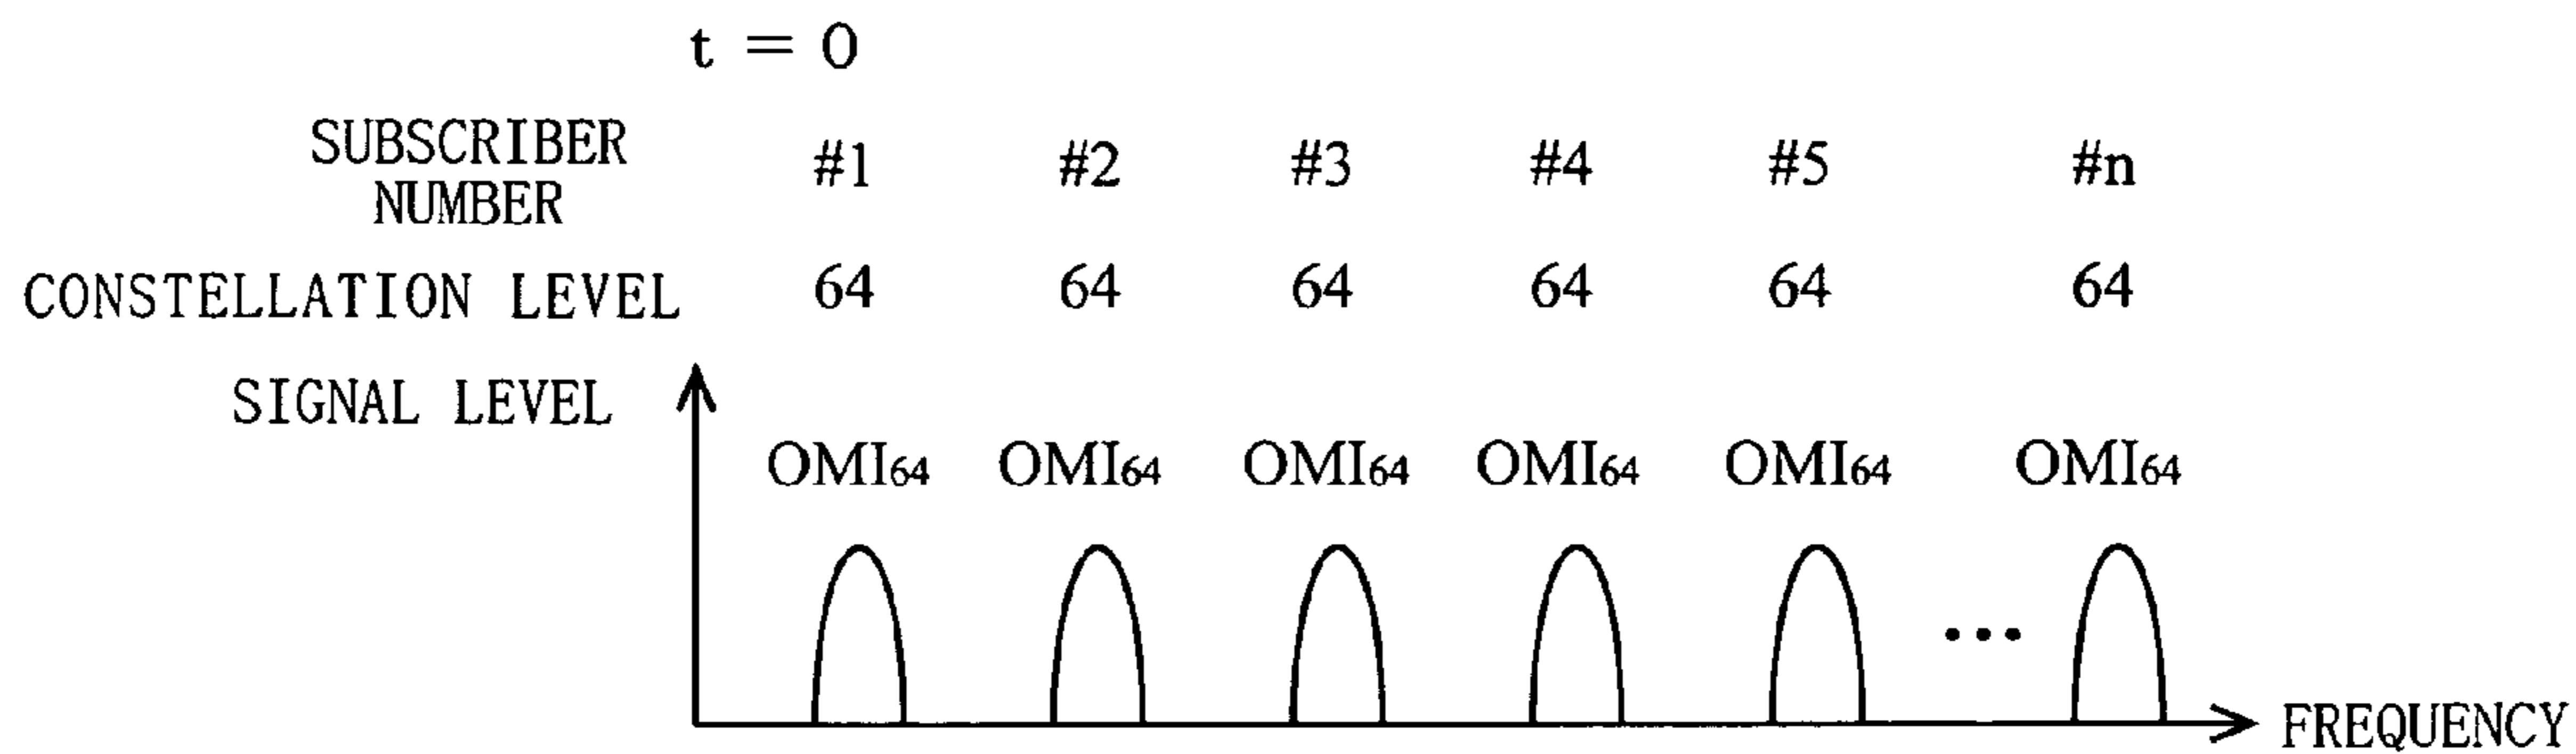 t = 0
SUBSCRIBER
NUMBER
#1 #2 #3 #4 #5 #n
CONSTELLATION LEVEL 64 64 64 64 64 64
SIGNAL LEVEL
OMI64 OMI64 OMI64 OMI64 OMI64 OMI64
...
FREQUENCY